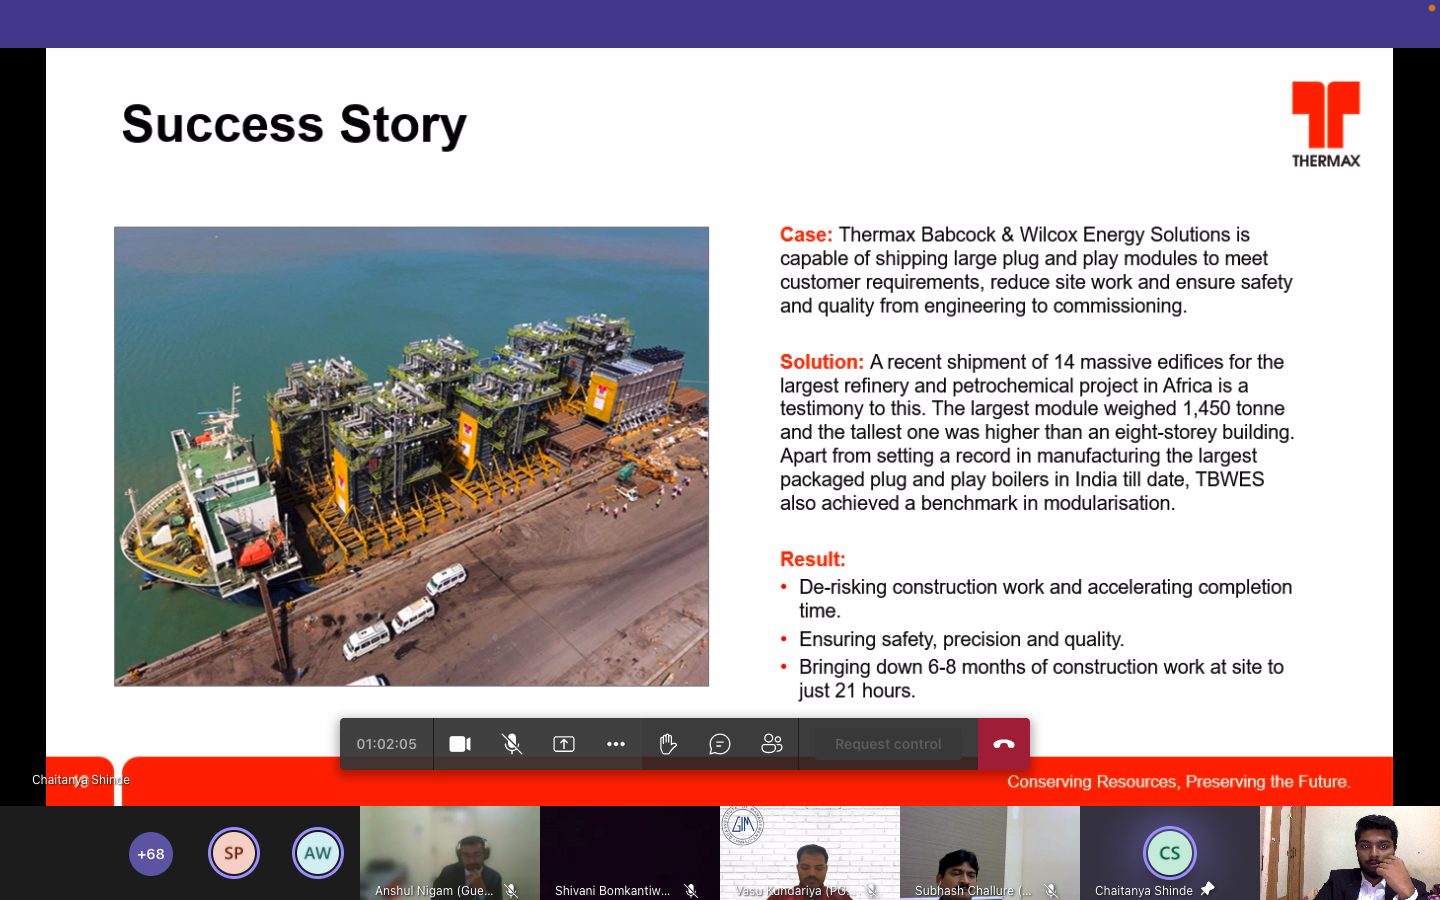 Success Story
THERMAX
Case: Thermax Babcock & Wilcox Energy Solutions is
capable of shipping large plug and play modules to meet
customer requirements, reduce site work and ensure safety
and quality from engineering to commissioning.
Solution: A recent shipment of 14 massive edifices for the
largest refinery and petrochemical project in Africa is a
testimony to this. The largest module weighed 1,450 tonne
and the tallest one was higher than an eight-storey building.
Apart from setting a record in manufacturing the largest
packaged plug and play boilers in India till date, TBWES
also achieved a benchmark in modularisation.
Result:
• De-risking construction work and accelerating completion
time.
• Ensuring safety, precision and quality.
• Bringing down 6-8 months of construction work at site to
just 21 hours.
01:02:05
Request control
Chaitanya Shinde
Conserving Resources, Preserving the Future.
+68
SP
AW
GIM
CS
Anshul Nigam (Gue...
Shivani Bomkantiw...
Vasu Kundariya (PG...
Subhash Challure (...
Chaitanya Shinde